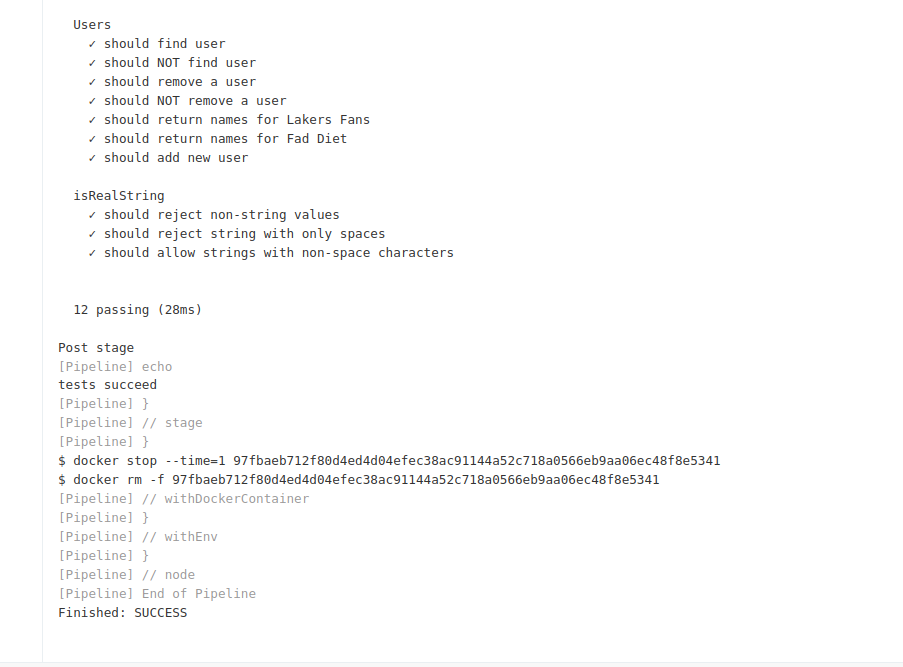 Users
✓ should find user
✓ should NOT find user
✓ should remove a user
✓ should NOT remove a user
✓ should return names for Lakers Fans
✓ should return names for Fad Diet
✓ should add new user
isRealString
✓ should reject non-string values
✓ should reject string with only spaces
✓ should allow strings with non-space characters
12 passing (28ms)
Post stage
[Pipeline] echo
tests succeed
[Pipeline] }
[Pipeline] // stage
[Pipeline] }
$ docker stop --time=1 97fbaeb712f80d4ed4d04efec38ac91144a52c718a0566eb9aa06ec48f8e5341
$ docker rm -f 97fbaeb712f80d4ed4d04efec38ac91144a52c718a0566eb9aa06ec48f8e5341
[Pipeline] // withDockerContainer
[Pipeline] }
[Pipeline] // withEnv
[Pipeline] }
[Pipeline] // node
[Pipeline] End of Pipeline
Finished: SUCCESS